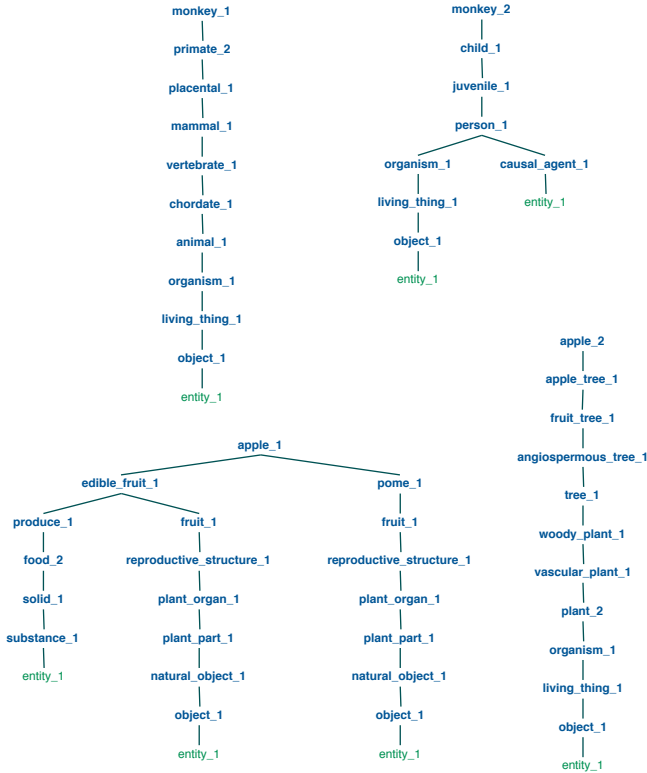 monkey_1
primate_2
placental_1
mammal_1
vertebrate_1
chordate_1
animal_1
organism_1
living_thing_1
object_1
entity_1
monkey_2
child_1
juvenile_1
person_1
organism_1 causal_agent_1
living_thing_1 entity_1
object_1
entity_1
apple_1
edible_fruit_1 pome_1
produce_1 fruit_1 fruit_1
food_2 reproductive_structure_1 reproductive_structure_1
solid_1 plant_organ_1 plant_organ_1
substance_1 plant_part_1 plant_part_1
entity_1 natural_object_1 natural_object_1
object_1 object_1
entity_1 entity_1
apple_2
apple_tree_1
fruit_tree_1
angiospermous_tree_1
tree_1
woody_plant_1
vascular_plant_1
plant_2
organism_1
living_thing_1
object_1
entity_1